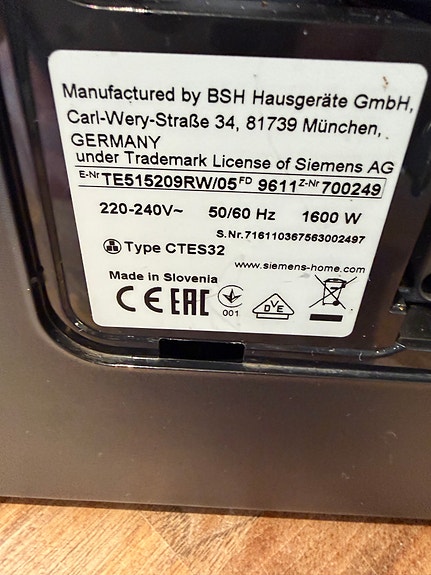 Manufactured by BSH Hausgeräte GmbH,
Carl-Wery-Straße 34, 81739 München,
GERMANY
under Trademark License of Siemens AG
E-Nr TE515209RW/05 FD 9611 Z-Nr 700249
220-240V~ 50/60 Hz 1600 W
S.Nr.716110367563002497
Type CTES32
www.siemens-home.com
Made in Slovenia
CE EAC 001 DVE